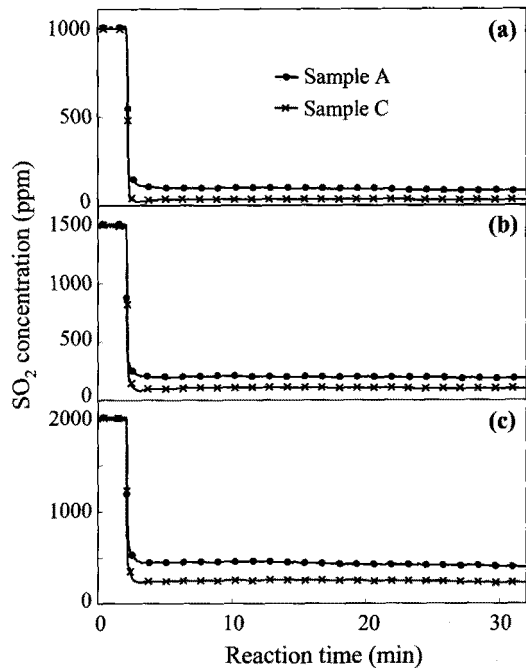 1000
(a)
Sample A
Sample C
500
0
1500
(b)
1000
500
0
2000
(c)
1000
0
0
10
20
30
SO₂ concentration (ppm)
Reaction time (min)